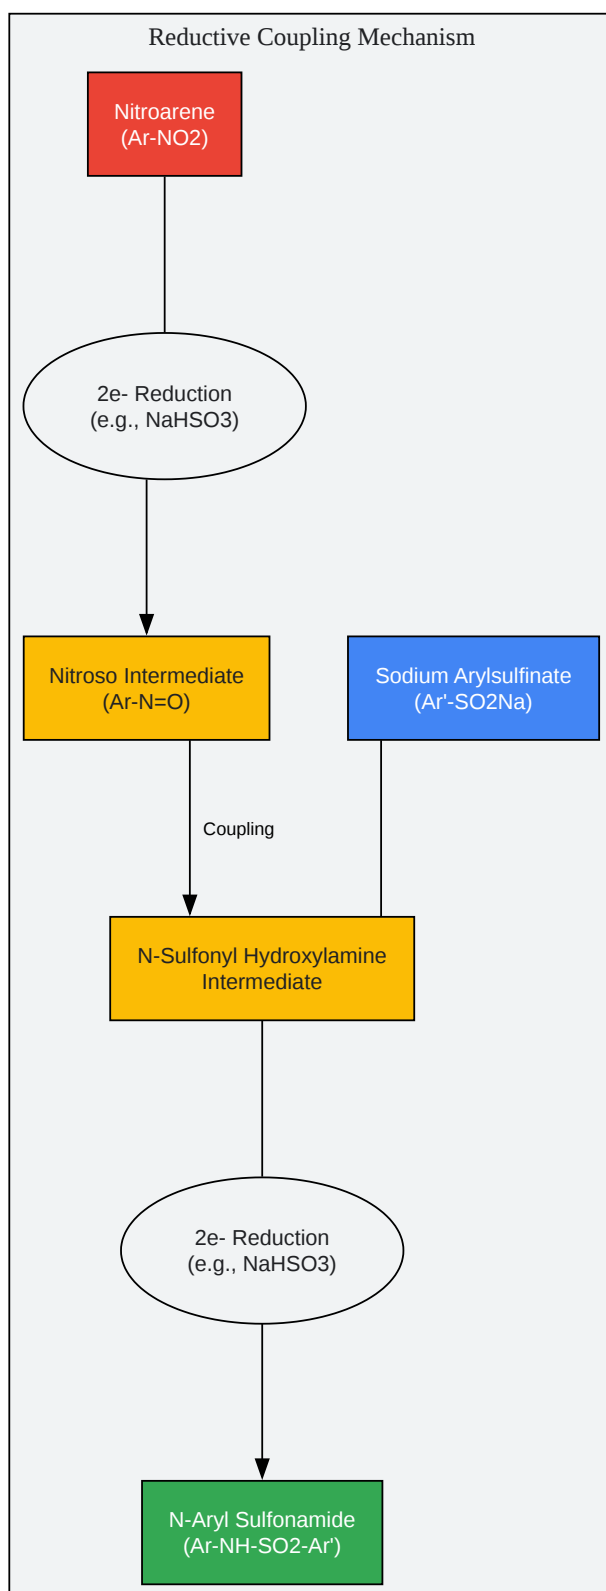 Reductive Coupling Mechanism
Nitroarene
(Ar-NO2)
2e- Reduction
(e.g., NaHSO3)
Nitroso Intermediate
(Ar-N=O)
Sodium Arylsulfinate
(Ar'-SO2Na)
Coupling
N-Sulfonyl Hydroxylamine
Intermediate
2e- Reduction
(e.g., NaHSO3)
N-Aryl Sulfonamide
(Ar-NH-SO2-Ar')